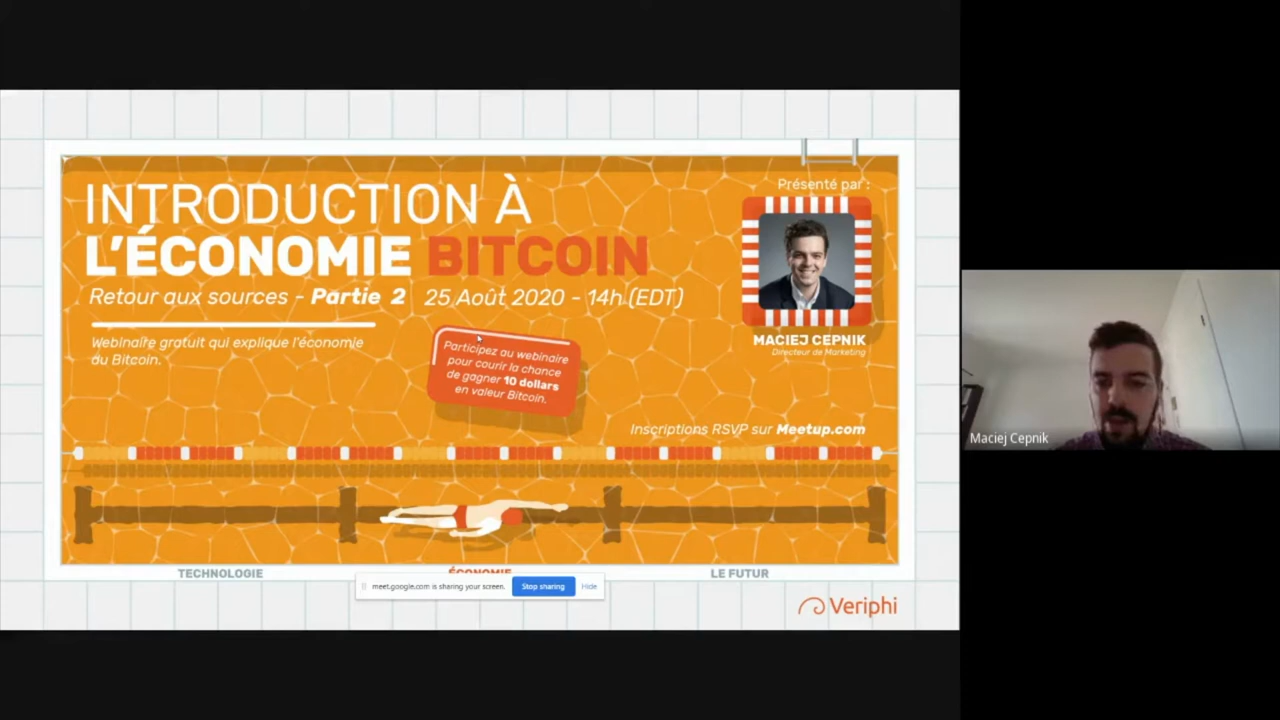 INTRODUCTION À
L'ÉCONOMIE BITCOIN
Retour aux sources - Partie 2 25 Août 2020 - 14h (EDT)
Webinaire gratuit qui explique l'économie
du Bitcoin.
Participez au webinaire
pour courir la chance
de gagner 10 dollars
en valeur Bitcoin.
Présenté par :
MACIEJ CEPNIK
Directeur de Marketing
Inscriptions RSVP sur Meetup.com
TECHNOLOGIE
ÉCONOMIE
LE FUTUR
meet.google.com is sharing your screen.
Stop sharing
Hide
Veriphi
Maciej Cepnik